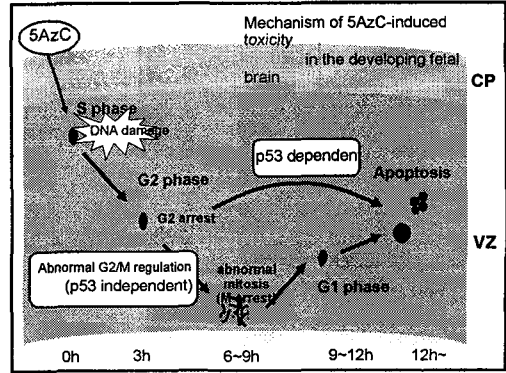 5AzC
Mechanism of 5AzC-induced
toxicity
in the developing fetal
brain
CP
S phase
DNA damage
G2 phase
p53 dependen
Apoptosis
G2 arrest
VZ
Abnormal G2/M regulation
(p53 independent)
abnormal
mitosis
(M arrest)
G1 phase
0h 3h 6~9h 9~12h 12h~